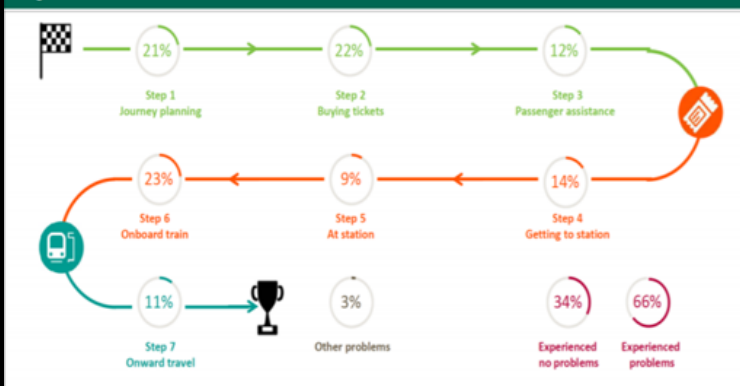 21%
22%
12%
Step 1
Journey planning
Step 2
Buying tickets
Step 3
Passenger assistance
23%
9%
14%
Step 6
Onboard train
Step 5
At station
Step 4
Getting to station
11%
3%
34%
66%
Step 7
Onward travel
Other problems
Experienced
no problems
Experienced
problems